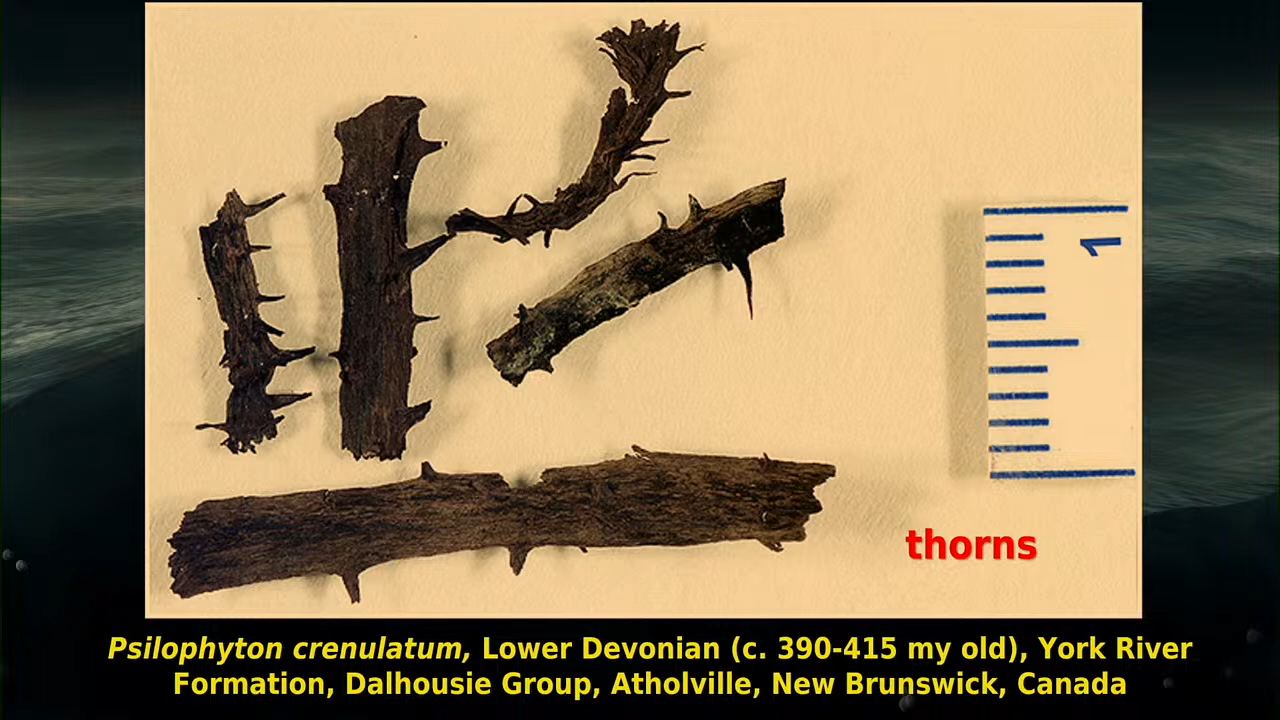 1
thorns
Psilophyton crenulatum, Lower Devonian (c. 390-415 my old), York River
Formation, Dalhousie Group, Atholville, New Brunswick, Canada